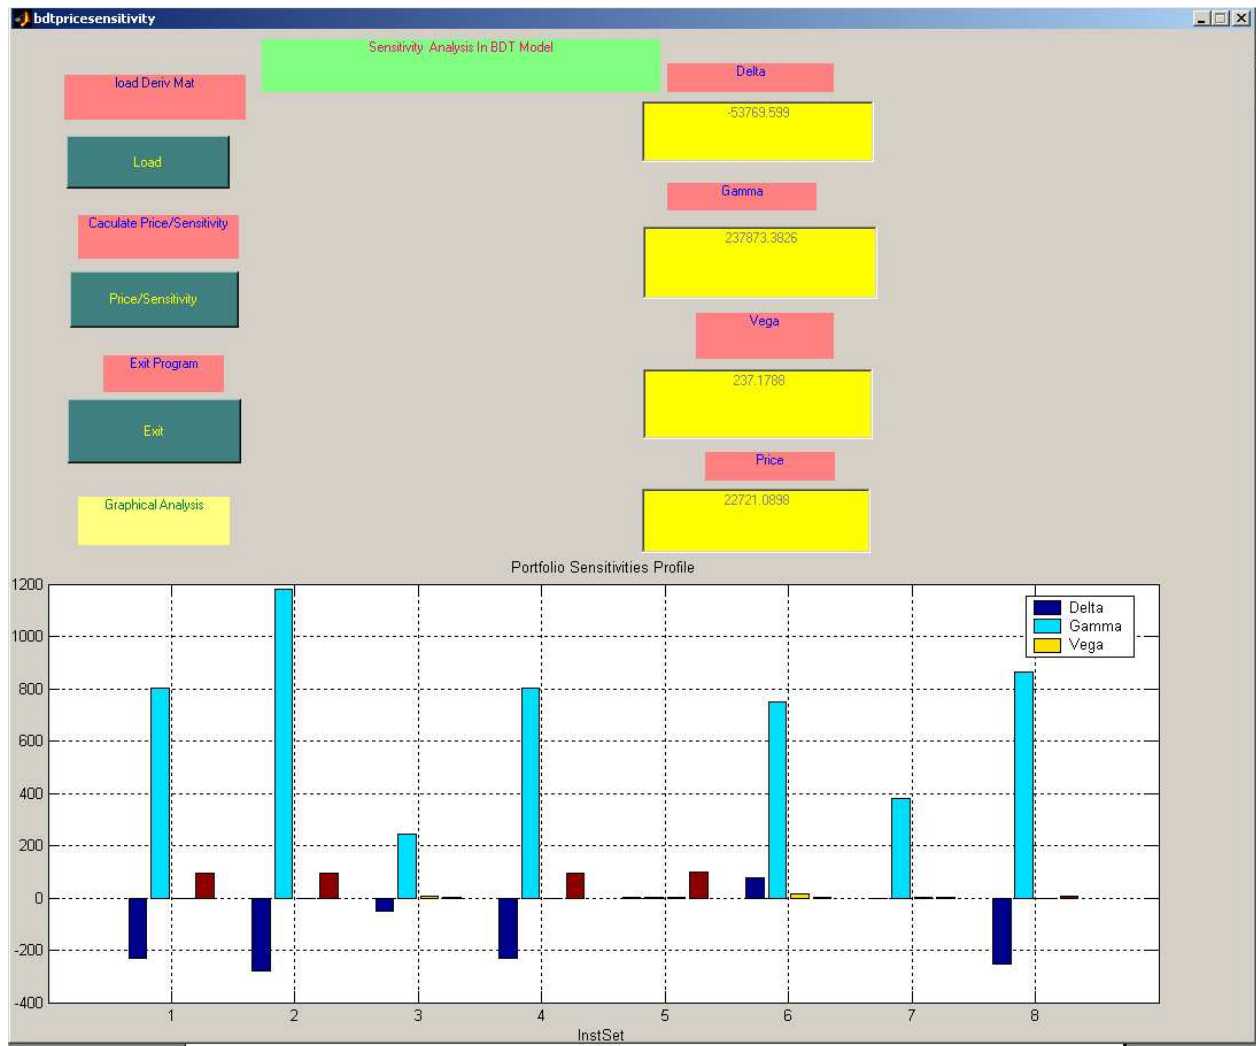 bdtpricesensitivity
Sensitivity Analysis In BDT Model
load Deriv Mat
Load
Caculate Price/Sensitivity
Price/Sensitivity
Exit Program
Exit
Graphical Analysis
Delta
-53769.599
Gamma
237873.3826
Vega
237.1788
Price
22721.0898
Portfolio Sensitivities Profile
1200
1000
800
600
400
200
0
-200
-400
Delta
Gamma
Vega
1 2 3 4 5 6 7 8
InstSet